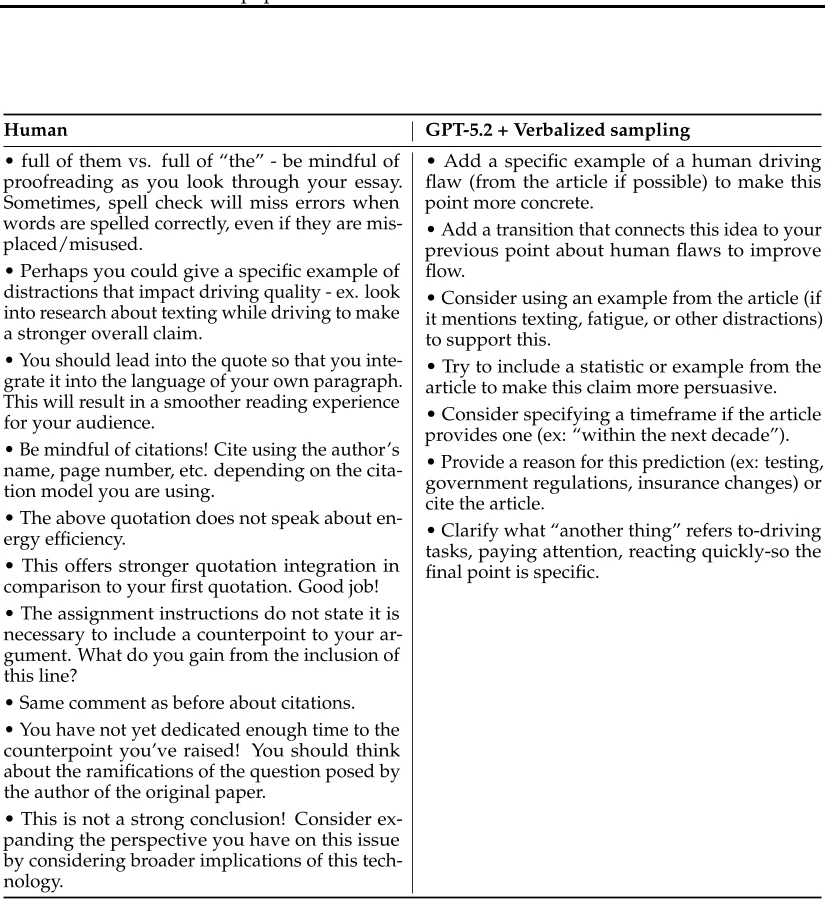 Human
• full of them vs. full of “the” - be mindful of
proofreading as you look through your essay.
Sometimes, spell check will miss errors when
words are spelled correctly, even if they are mis-
placed/misused.
• Perhaps you could give a specific example of
distractions that impact driving quality - ex. look
into research about texting while driving to make
a stronger overall claim.
• You should lead into the quote so that you inte-
grate it into the language of your own paragraph.
This will result in a smoother reading experience
for your audience.
• Be mindful of citations! Cite using the author’s
name, page number, etc. depending on the cita-
tion model you are using.
• The above quotation does not speak about en-
ergy efficiency.
• This offers stronger quotation integration in
comparison to your first quotation. Good job!
• The assignment instructions do not state it is
necessary to include a counterpoint to your ar-
gument. What do you gain from the inclusion of
this line?
• Same comment as before about citations.
• You have not yet dedicated enough time to the
counterpoint you’ve raised! You should think
about the ramifications of the question posed by
the author of the original paper.
• This is not a strong conclusion! Consider ex-
panding the perspective you have on this issue
by considering broader implications of this tech-
nology.
GPT-5.2 + Verbalized sampling
• Add a specific example of a human driving
flaw (from the article if possible) to make this
point more concrete.
• Add a transition that connects this idea to your
previous point about human flaws to improve
flow.
• Consider using an example from the article (if
it mentions texting, fatigue, or other distractions)
to support this.
• Try to include a statistic or example from the
article to make this claim more persuasive.
• Consider specifying a timeframe if the article
provides one (ex: “within the next decade”).
• Provide a reason for this prediction (ex: testing,
government regulations, insurance changes) or
cite the article.
• Clarify what “another thing” refers to-driving
tasks, paying attention, reacting quickly-so the
final point is specific.